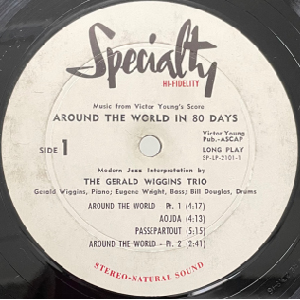 Specialty
HI-FIDELITY
Music from Victor Young's Score
AROUND THE WORLD IN 80 DAYS
Victor Young
Pub.-ASCAP
SIDE 1
LONG PLAY
SP-LP-2101-1
Modern Jazz Interpretation by
THE GERALD WIGGINS TRIO
Gerald Wiggins, Piano; Eugene Wright, Bass; Bill Douglas, Drums
AROUND THE WORLD Pt. 1 (4:17)
AOJDA (4:13)
PASSEPARTOUT (5:15)
AROUND THE WORLD - Pt. 2 (2:41)
STEREO-NATURAL SOUND